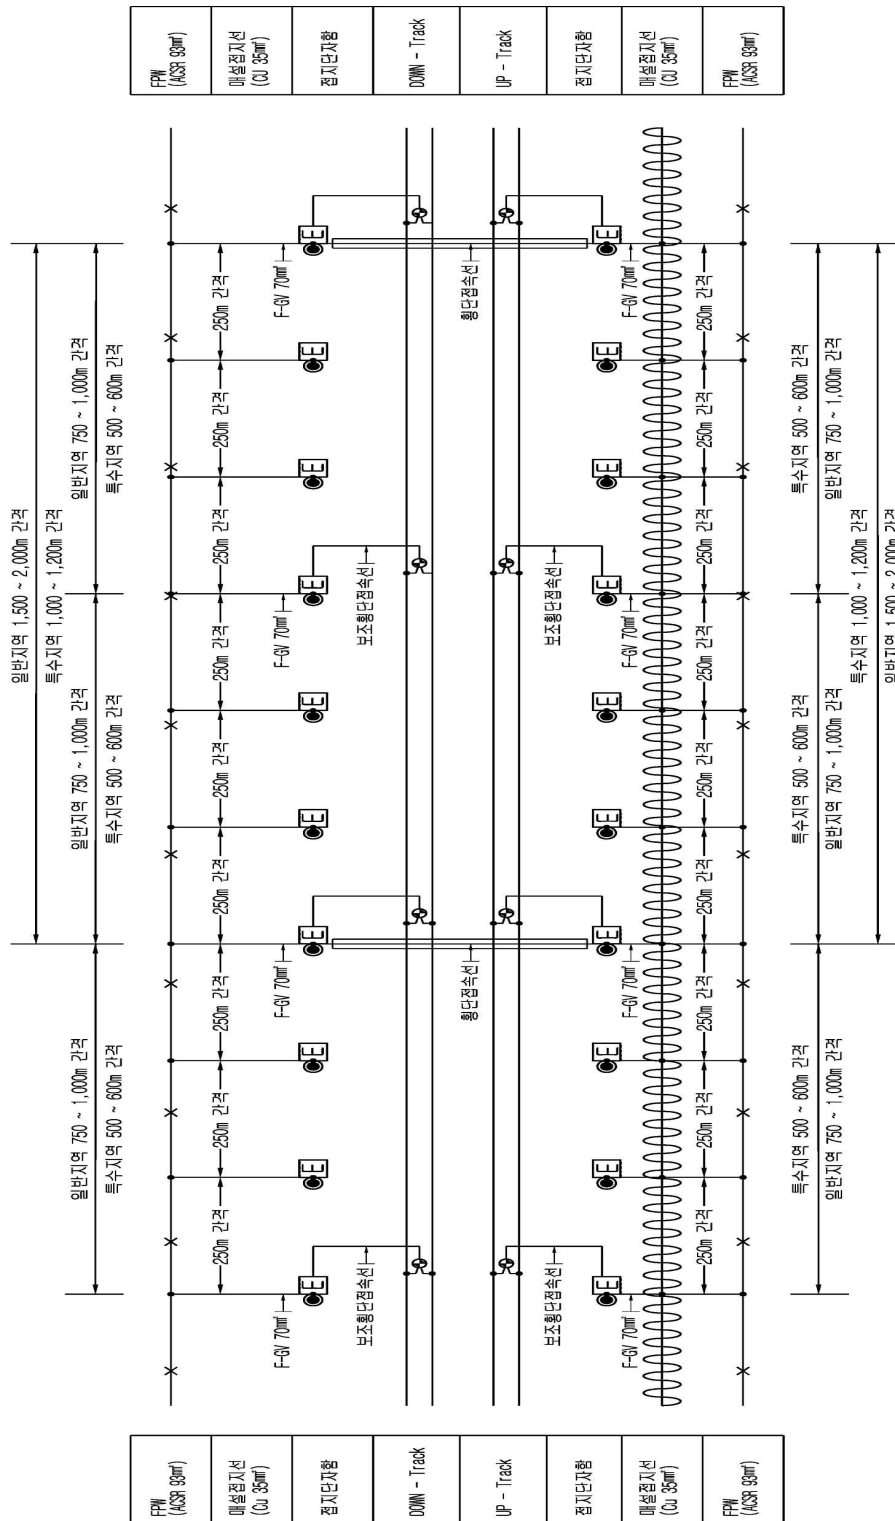 일반지역 1,500 ~ 2,000m 간격
특수지역 1,000 ~ 1,200m 간격
일반지역 750 ~ 1,000m 간격
일반지역 750 ~ 1,000m 간격
일반지역 750 ~ 1,000m 간격
특수지역 500 ~ 600m 간격
특수지역 500 ~ 600m 간격
특수지역 500 ~ 600m 간격
FPW
(ACSR 93㎟)
매설접지선
(Cu 35㎟)
접지단자함
DOWN - Track
UP - Track
접지단자함
매설접지선
(Cu 35㎟)
FPW
(ACSR 93㎟)
250m 간격
250m 간격
250m 간격
250m 간격
250m 간격
250m 간격
250m 간격
250m 간격
250m 간격
F-GV 70㎟
F-GV 70㎟
F-GV 70㎟
F-GV 70㎟
E
E
E
E
E
E
E
E
E
E
보조횡단접속선
보조횡단접속선
횡단접속선
횡단접속선
보조횡단접속선
보조횡단접속선
E
E
E
E
E
E
E
E
E
E
F-GV 70㎟
F-GV 70㎟
F-GV 70㎟
F-GV 70㎟
250m 간격
250m 간격
250m 간격
250m 간격
250m 간격
250m 간격
250m 간격
250m 간격
250m 간격
FPW
(ACSR 93㎟)
매설접지선
(CU 35㎟)
접지단자함
DOWN - Track
UP - Track
접지단자함
매설접지선
(CU 35㎟)
FPW
(ACSR 93㎟)
특수지역 500 ~ 600m 간격
특수지역 500 ~ 600m 간격
특수지역 500 ~ 600m 간격
일반지역 750 ~ 1,000m 간격
일반지역 750 ~ 1,000m 간격
일반지역 750 ~ 1,000m 간격
특수지역 1,000 ~ 1,200m 간격
일반지역 1,500 ~ 2,000m 간격